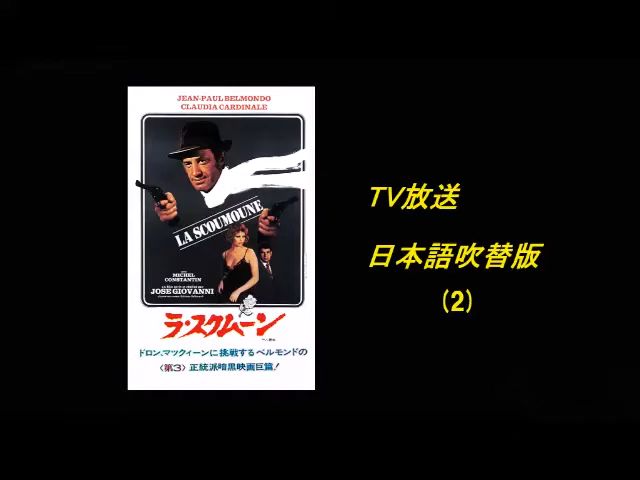 JEAN-PAUL BELMONDO
CLAUDIA CARDINALE
LA SCOUMOUNE
MICHEL
CONSTANTIN
JOSE GIOVANNI
ラ・スクムーン
ドロン、マックィーンに挑戦するベルモンドの
〈第3〉正統派暗黒映画巨篇!
TV放送
日本語吹替版
(2)